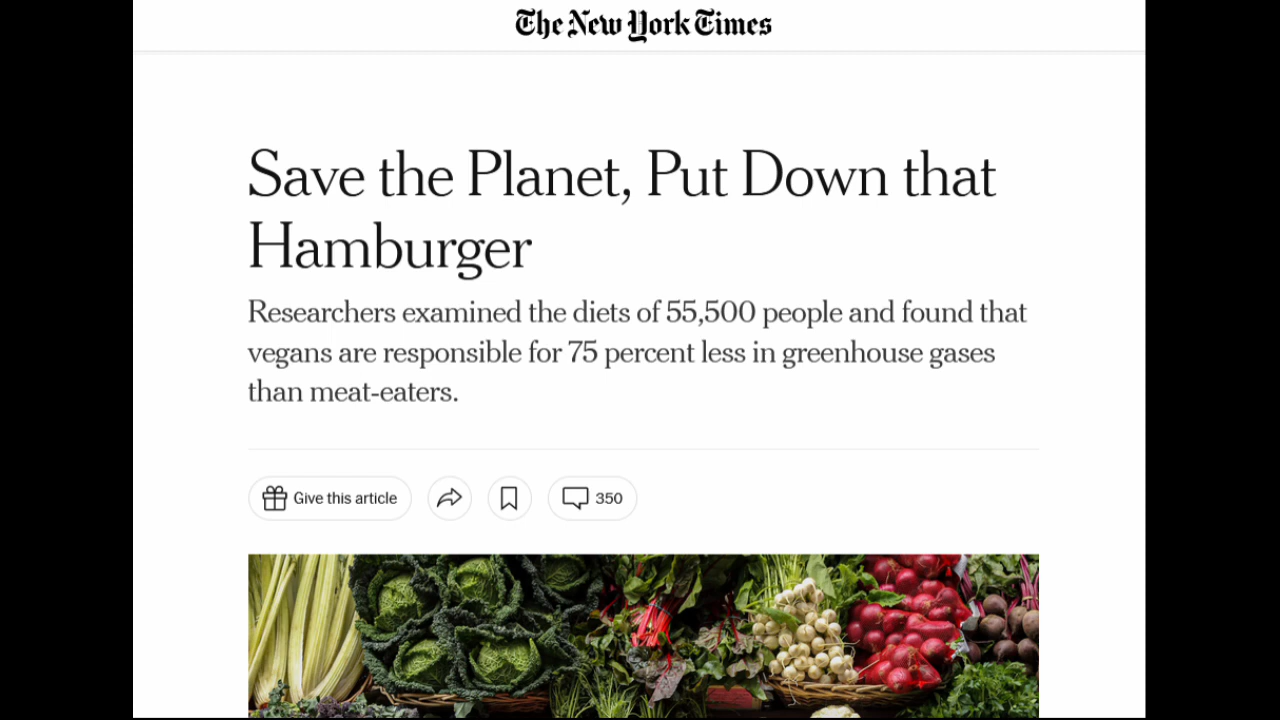 The New York Times
Save the Planet, Put Down that
Hamburger
Researchers examined the diets of 55,500 people and found that
vegans are responsible for 75 percent less in greenhouse gases
than meat-eaters.
Give this article
350